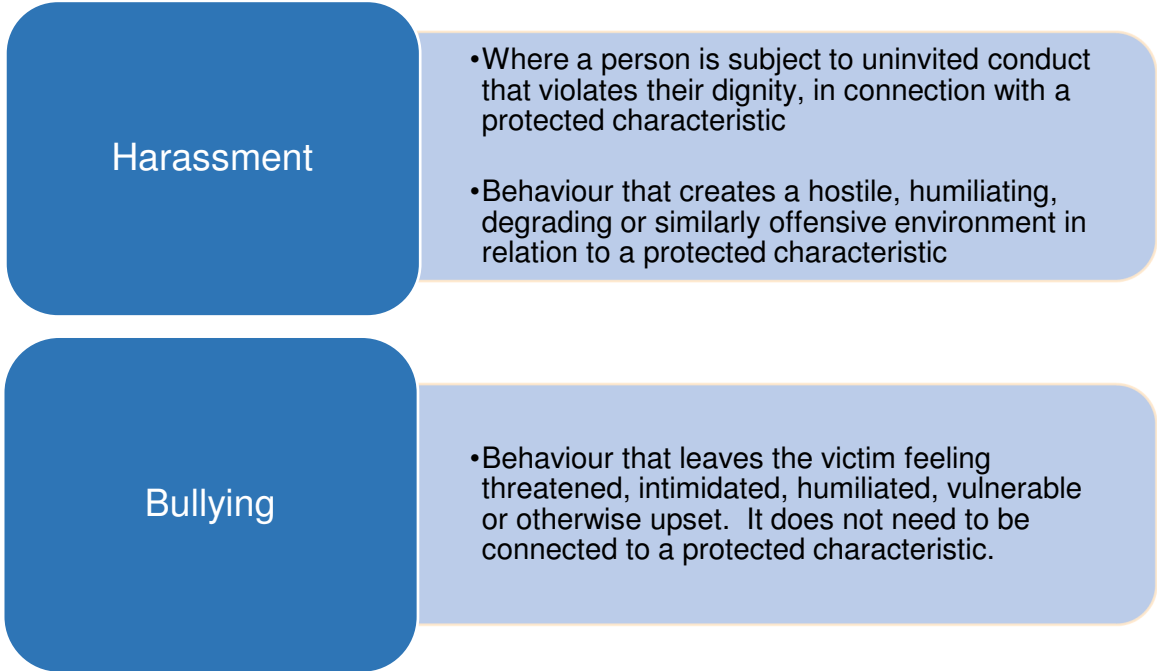 Harassment
•Where a person is subject to uninvited conduct
that violates their dignity, in connection with a
protected characteristic
•Behaviour that creates a hostile, humiliating,
degrading or similarly offensive environment in
relation to a protected characteristic
Bullying
•Behaviour that leaves the victim feeling
threatened, intimidated, humiliated, vulnerable
or otherwise upset.  It does not need to be
connected to a protected characteristic.